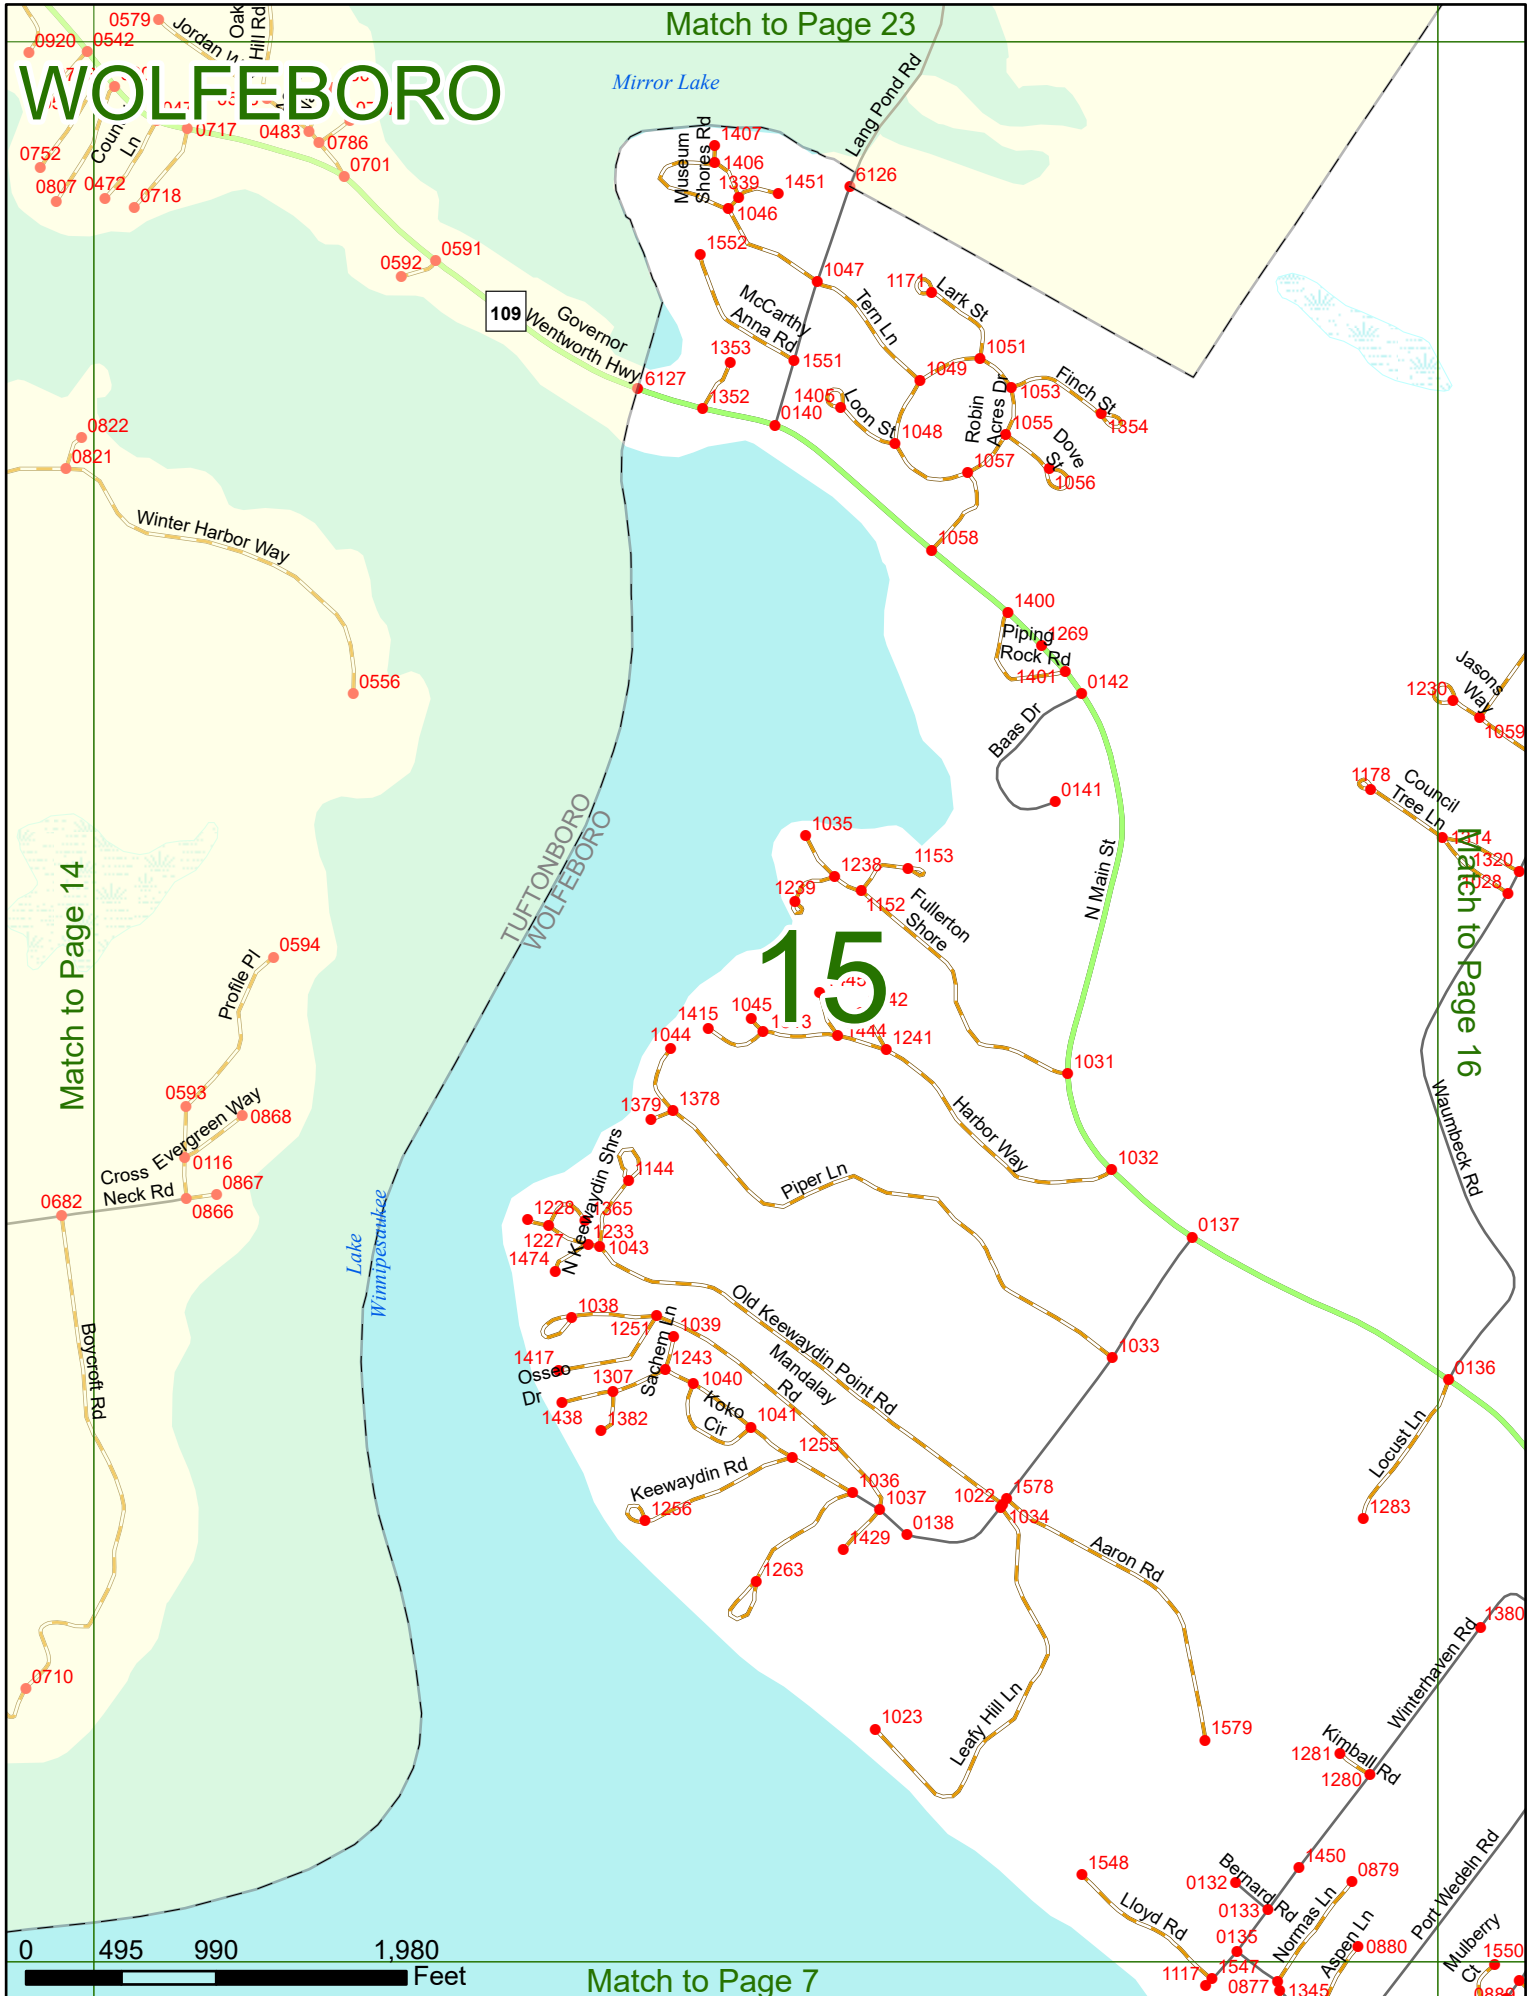 Match to Page 23
WOLFEBORO
Mirror Lake
0579
0920
0542
Jordan
Oak
Hill Rd
0717
0483
0786
0701
0752
0807
0472
0718
Ln
Lang Pond Rd
Museum
Shores Rd
1407
1406
1339
1451
1046
6126
0591
0592
1552
1047
1171
Lark St
109
Governor
Wentworth Hwy
McCarthy
Anna Rd
Tern Ln
1353
1551
1051
1049
1053
Finch St
6127
1352
1405
Loon St
0140
Robin
Acres Dr
1354
1048
1055
Dove
St
1057
1056
0822
0821
Winter Harbor Way
1058
1400
Piping
Rock Rd
1269
1401
0142
0556
Baas Dr
0141
Jasons
Way
1230
1059
1178
Council
Tree Ln
1314
1320
1028
TUFTONBORO
WOLFEBORO
1035
1238
1153
1239
1152
Fullerton
Shore
N Main St
Match to Page 14
Match to Page 16
15
0594
Profile Pl
1415
1045
1044
1241
1031
0593
Evergreen Way
0868
1379
1378
Harbor Way
Waumbeck Rd
0116
Cross
Neck Rd
0867
0866
0682
1144
N Keewaydin Shrs
Piper Ln
1032
1228
1365
1227
1233
1043
1474
0137
Lake
Winnipesaukee
Old Keewaydin Point Rd
1038
1251
1039
Sachem Ln
1417
Osseo
Dr
1243
1307
1040
Mandalay
Rd
1033
0136
Boycroft Rd
1438
1382
Koko
Cir
1041
1255
Keewaydin Rd
1256
1036
1037
1022
1578
1034
0138
1429
Locust Ln
1283
1263
Aaron Rd
1380
Winterhaven Rd
0710
1023
Leafy Hill Ln
1579
Kimball Rd
1281
1280
1548
Lloyd Rd
Bernard Rd
0132
0133
1450
0879
Normas Ln
Port Wedeln Rd
0135
Aspen Ln
0880
Mulberry
Ct
1550
1117
1547
0877
1345
0 495 990 1,980
Feet
Match to Page 7